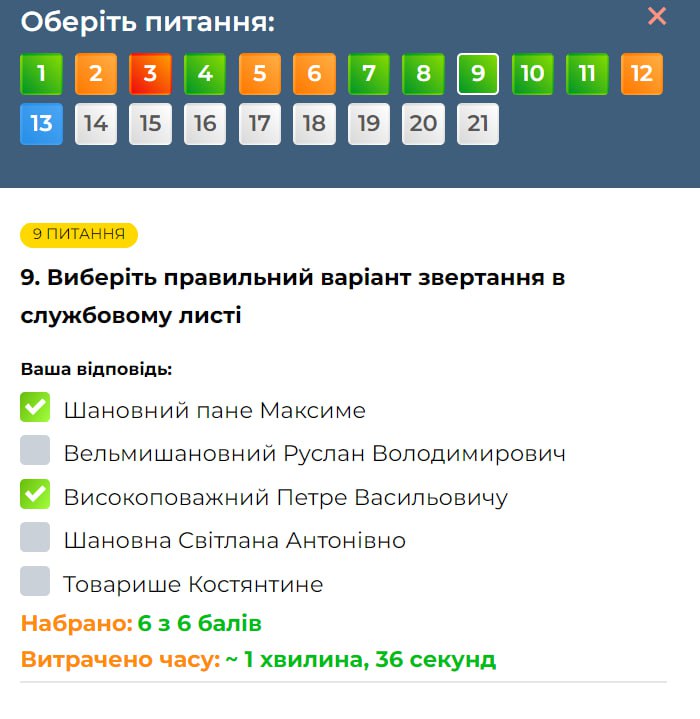 Оберіть питання:
1 2 3 4 5 6 7 8 9 10 11 12
13 14 15 16 17 18 19 20 21
9 ПИТАННЯ
9. Виберіть правильний варіант звертання в
службовому листі
Ваша відповідь:
Шановний пане Максиме
Вельмишановний Руслан Володимирович
Високоповажний Петре Васильовичу
Шановна Світлана Антонівно
Товарише Костянтине
Набрано: 6 з 6 балів
Витрачено часу: ~ 1 хвилина, 36 секунд